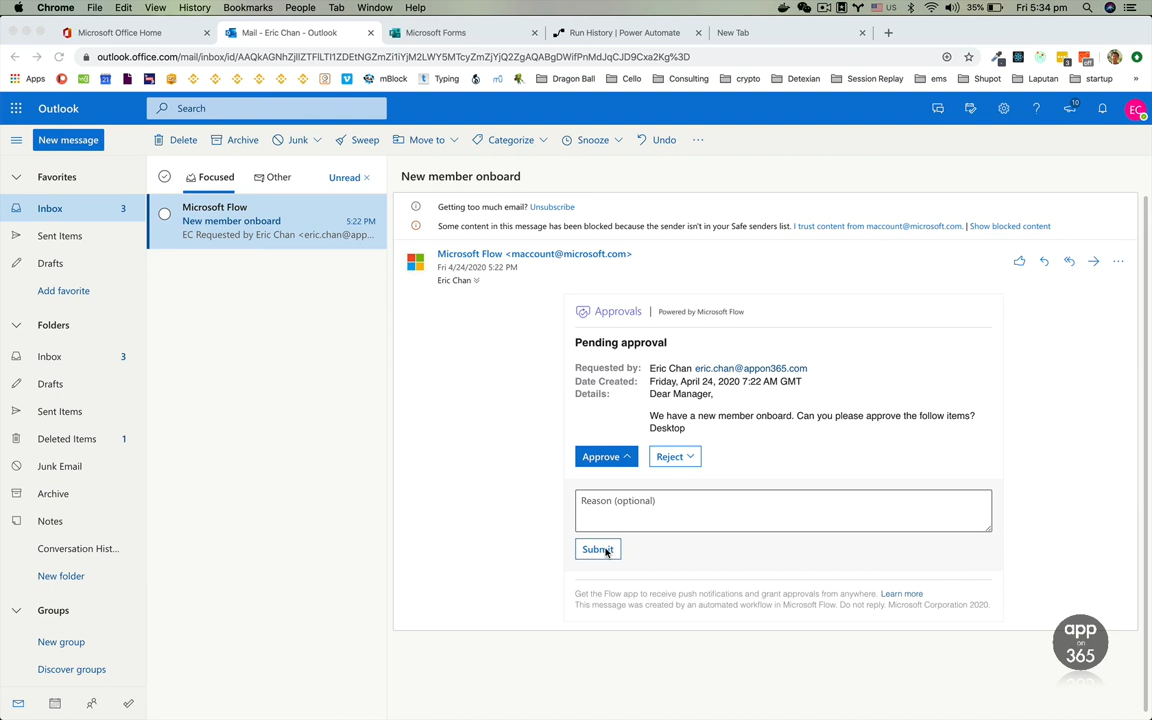 Chrome File Edit View History Bookmarks People Tab Window Help US 35% Fri 5:34 pm
Microsoft Office Home Mail - Eric Chan - Outlook Microsoft Forms Run History | Power Automate New Tab
outlook.office.com/mail/inbox/id/AAQkAGNhZjllZTFlLTI1ZDEtNGZmZi1iYjM2LWY5MTcyZmZjYjQ2ZgAQABgDWifPnMdJqCJD9Cxa2Kg%3D
Apps mBlock Typing Dragon Ball Cello Consulting crypto Detexian Session Replay ems Shupot Laputan startup »
Outlook Search 10 EC
New message Delete Archive Junk Sweep Move to Categorize Snooze Undo ...
Favorites
Inbox 3
Sent Items
Drafts
Add favorite
Folders
Inbox 3
Drafts
Sent Items
Deleted Items 1
Junk Email
Archive
Notes
Conversation Hist...
New folder
Groups
New group
Discover groups
Focused Other Unread ×
Microsoft Flow
New member onboard 5:22 PM
EC Requested by Eric Chan <eric.chan@app...
New member onboard
Getting too much email? Unsubscribe
Some content in this message has been blocked because the sender isn't in your Safe senders list. I trust content from maccount@microsoft.com. | Show blocked content
Microsoft Flow <maccount@microsoft.com>
Fri 4/24/2020 5:22 PM
Eric Chan
Approvals | Powered by Microsoft Flow
Pending approval
Requested by: Eric Chan eric.chan@appon365.com
Date Created: Friday, April 24, 2020 7:22 AM GMT
Details: Dear Manager,
We have a new member onboard. Can you please approve the follow items?
Desktop
Approve Reject
Reason (optional)
Submit
Get the Flow app to receive push notifications and grant approvals from anywhere. Learn more
This message was created by an automated workflow in Microsoft Flow. Do not reply. Microsoft Corporation 2020.
app
on
365